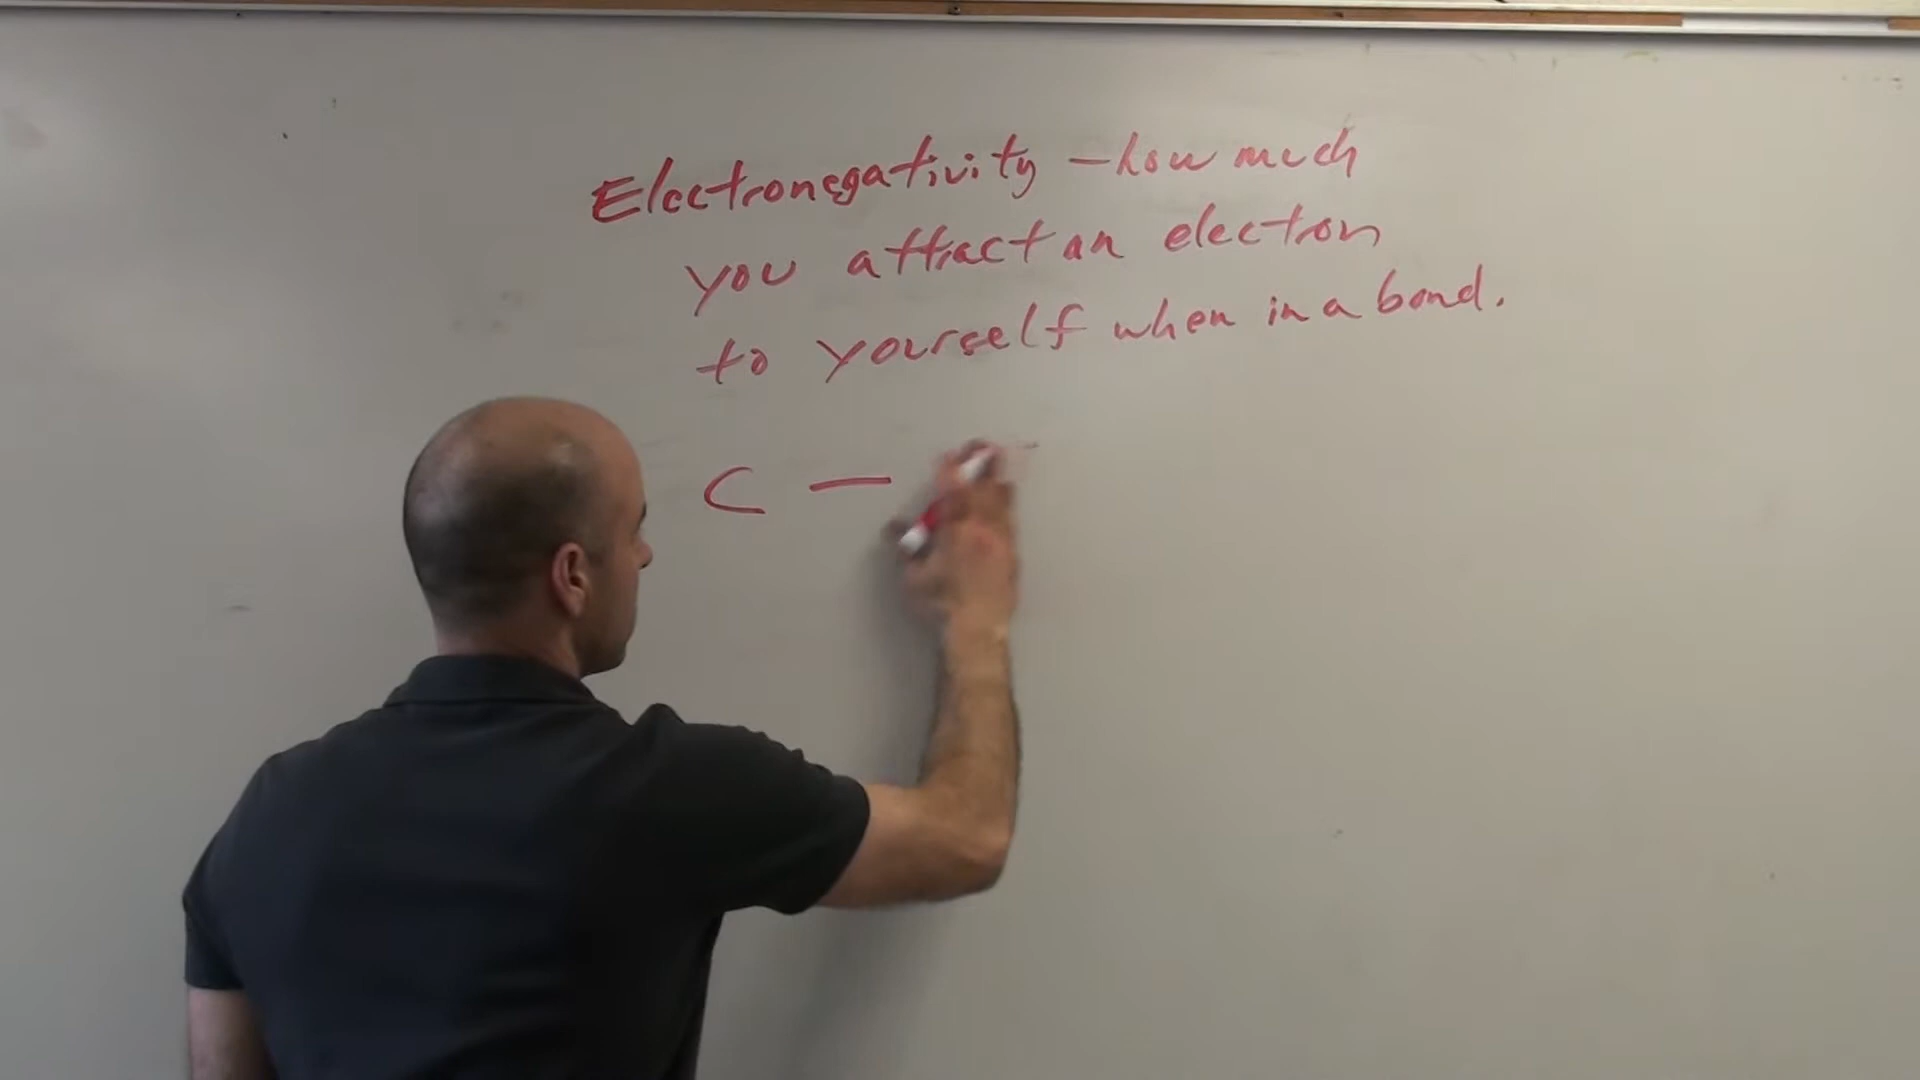 Electronegativity - how much
you attract an electron
to yourself when in a bond.
C —